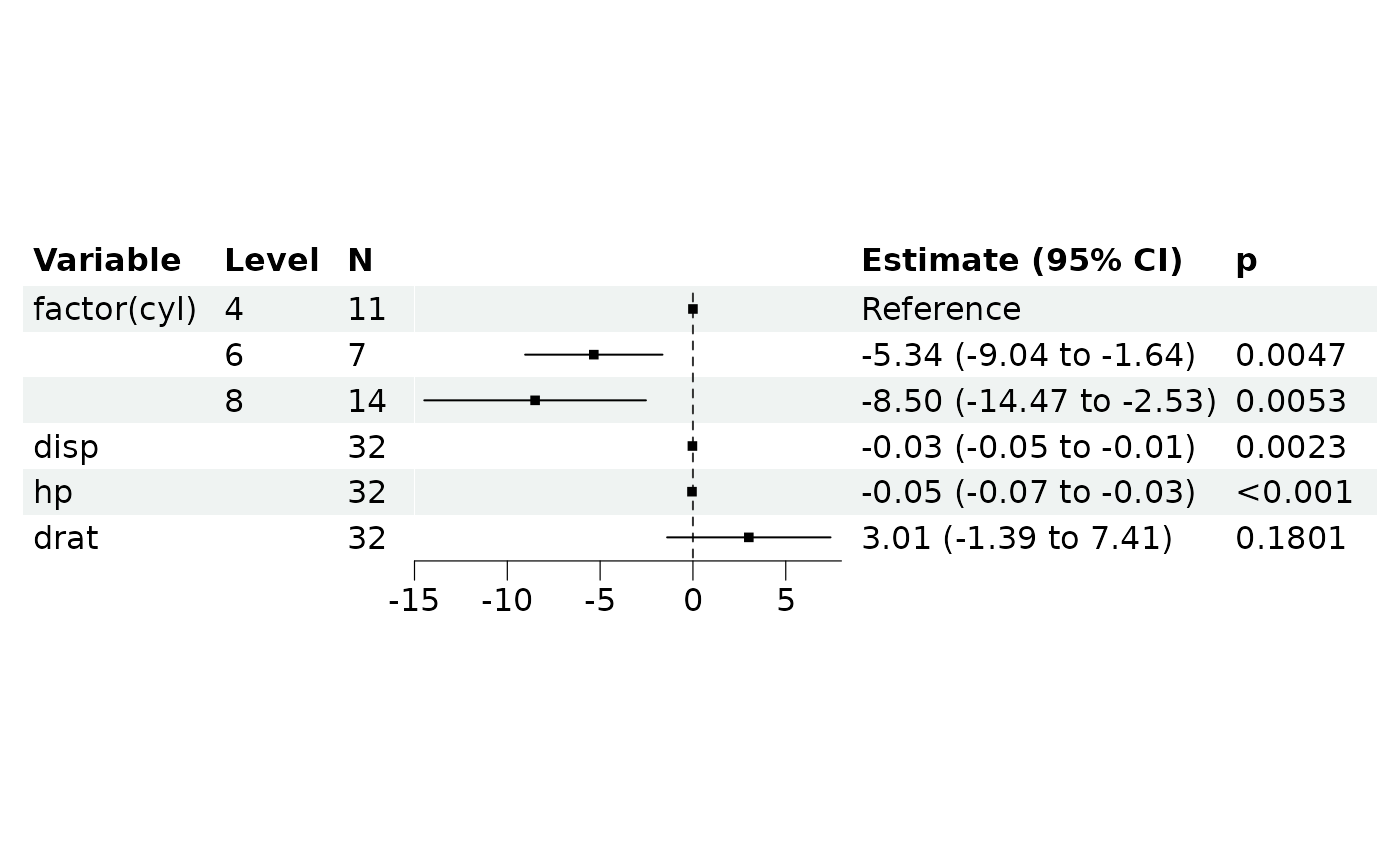 Variable Level N Estimate (95% CI) p
factor(cyl) 4 11 Reference
6 7 -5.34 (-9.04 to -1.64) 0.0047
8 14 -8.50 (-14.47 to -2.53) 0.0053
disp 32 -0.03 (-0.05 to -0.01) 0.0023
hp 32 -0.05 (-0.07 to -0.03) <0.001
drat 32 3.01 (-1.39 to 7.41) 0.1801
-15 -10 -5 0 5